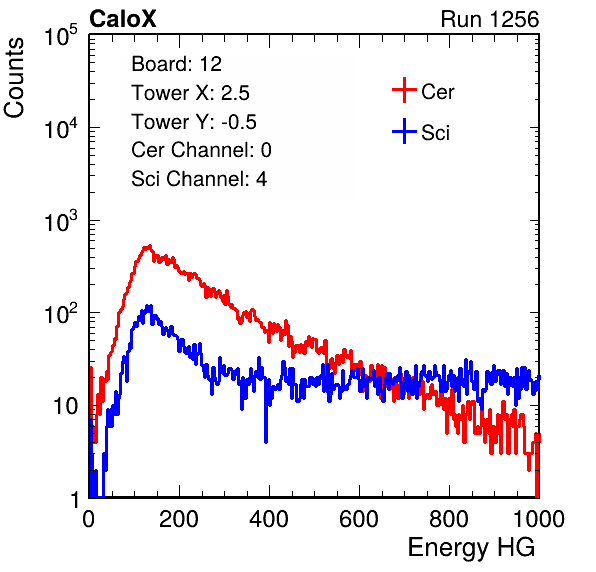 CaloX Run 1256
Counts
Board: 12
Tower X: 2.5
Tower Y: -0.5
Cer Channel: 0
Sci Channel: 4
Cer
Sci
10^5
10^4
10^3
10^2
10
1
0 200 400 600 800 1000
Energy HG